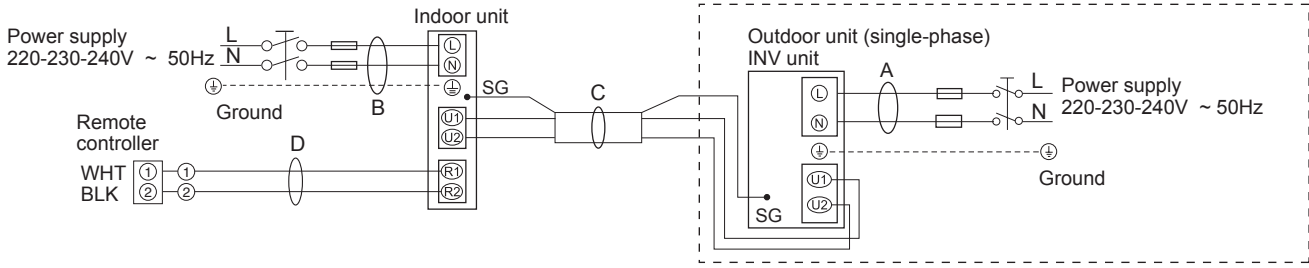 Indoor unit
Power supply
220-230-240V ~ 50Hz
L
N
L
N
B
Ground
SG
U1
U2
C
Remote
controller
WHT
BLK
1
2
1
2
D
R1
R2
Outdoor unit (single-phase)
INV unit
A
L
N
L
N
Power supply
220-230-240V ~ 50Hz
Ground
U1
U2
SG